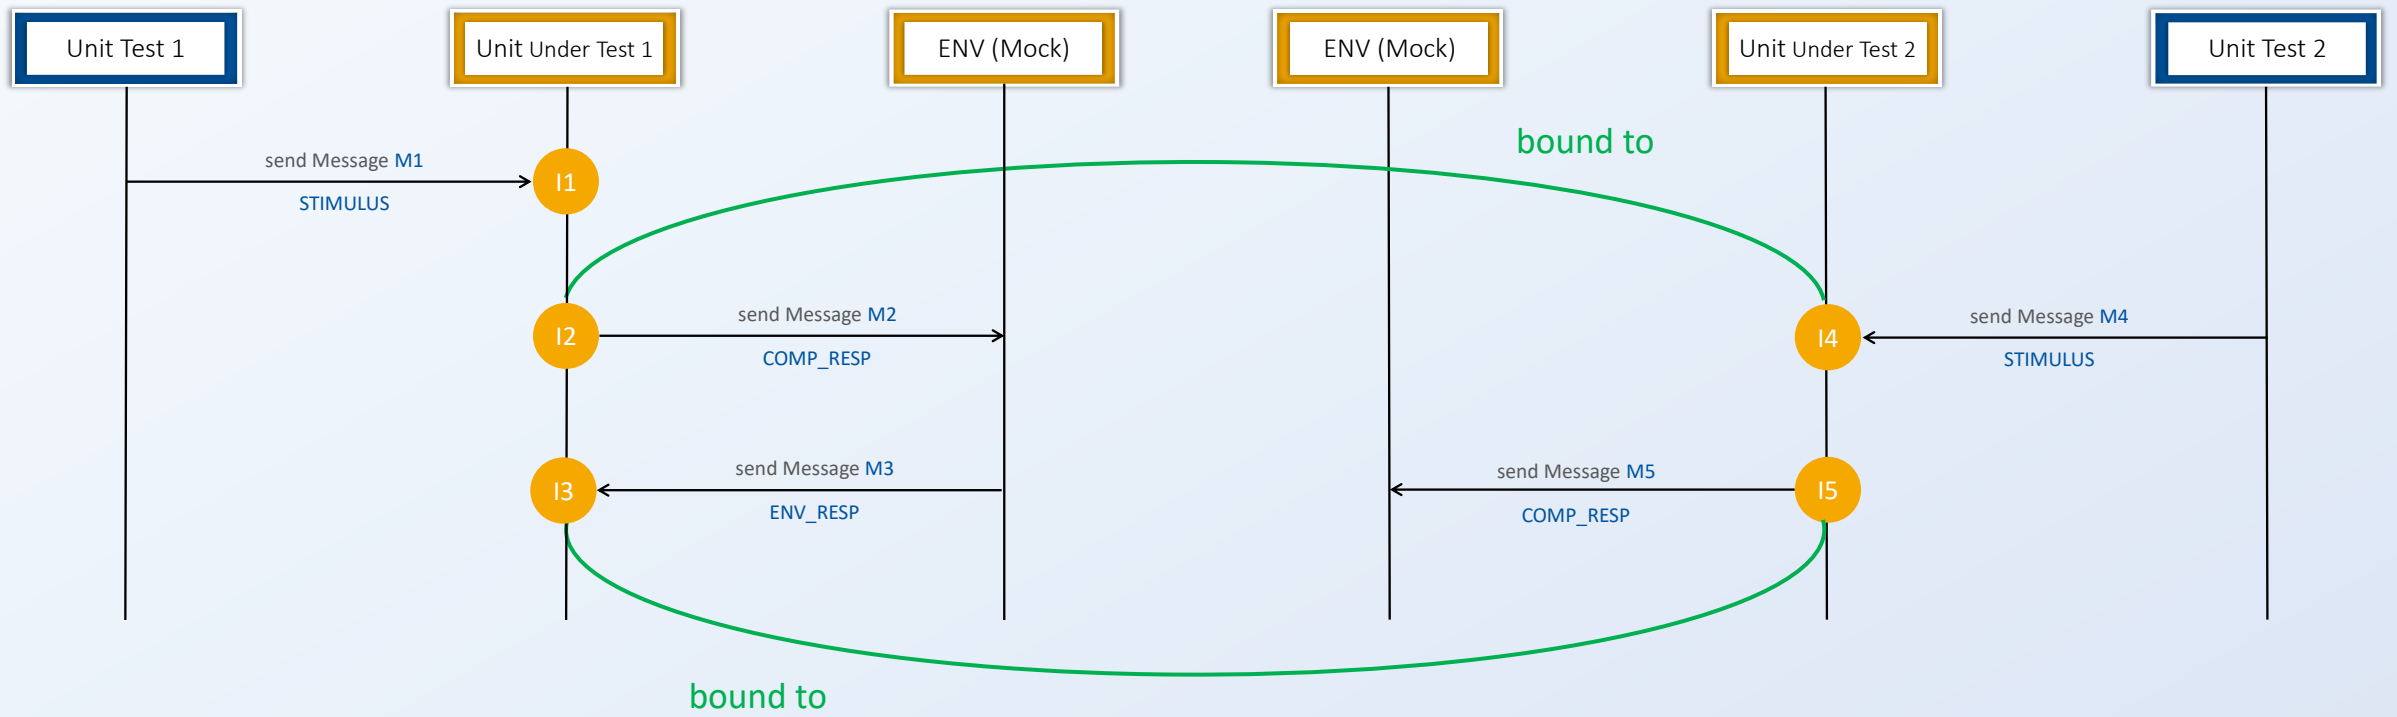 Unit Test 1
Unit Under Test 1
ENV (Mock)
ENV (Mock)
Unit Under Test 2
Unit Test 2
bound to
send Message M1
I1
STIMULUS
send Message M2
I2
COMP_RESP
send Message M4
I4
STIMULUS
send Message M3
I3
ENV_RESP
send Message M5
I5
COMP_RESP
bound to